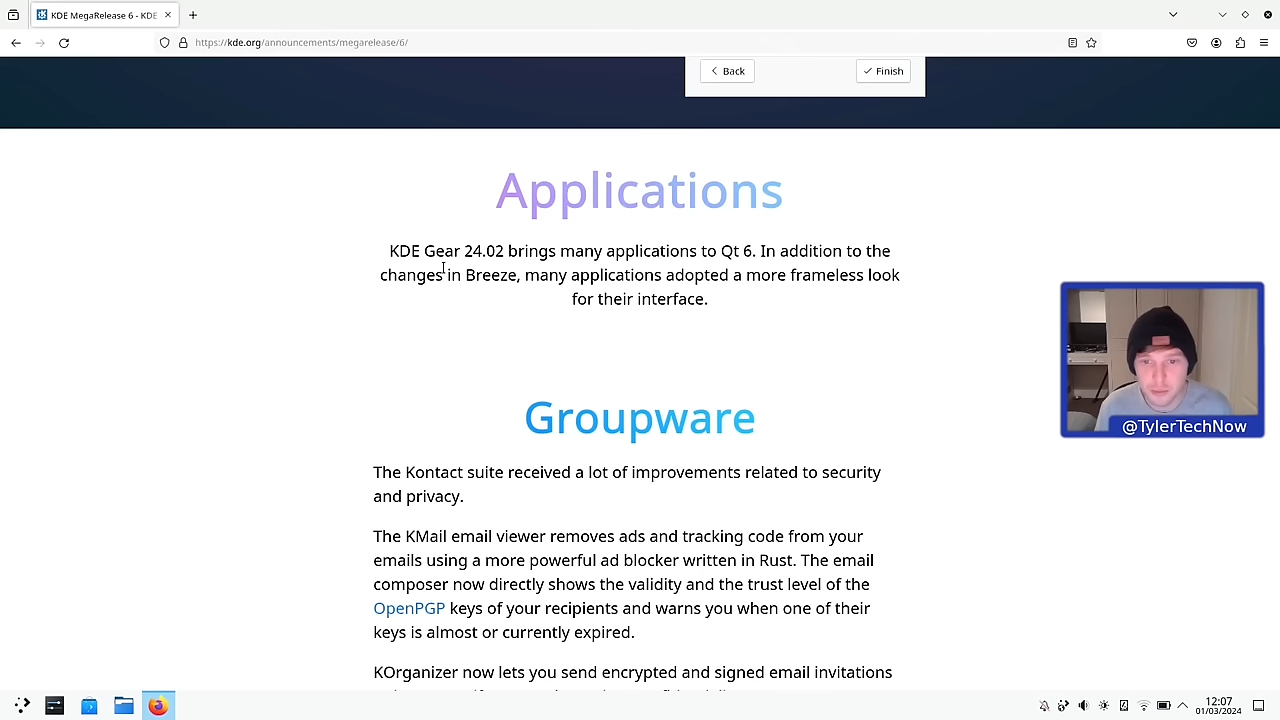 KDE MegaRelease 6 - KDE
https://kde.org/announcements/megarelease/6/
Back
Finish
Applications
KDE Gear 24.02 brings many applications to Qt 6. In addition to the
changes in Breeze, many applications adopted a more frameless look
for their interface.
Groupware
The Kontact suite received a lot of improvements related to security
and privacy.
The KMail email viewer removes ads and tracking code from your
emails using a more powerful ad blocker written in Rust. The email
composer now directly shows the validity and the trust level of the
OpenPGP keys of your recipients and warns you when one of their
keys is almost or currently expired.
KOrganizer now lets you send encrypted and signed email invitations
@TylerTechNow
12:07
01/03/2024